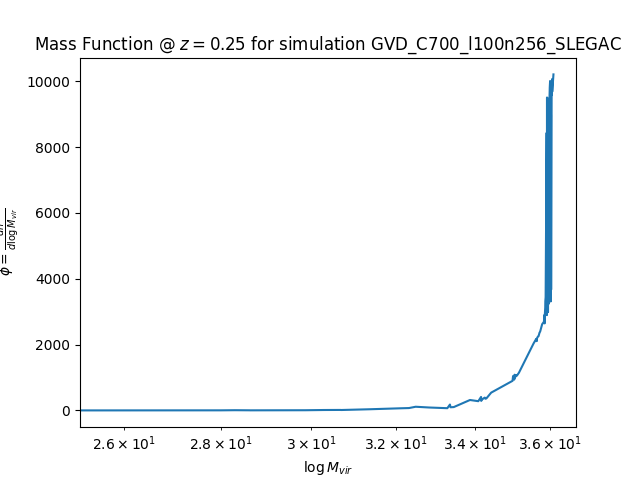 Mass Function @ z = 0.25 for simulation GVD_C700_l100n256_SLEGAC
10000
8000
6000
4000
2000
0
ϕ = dn / dlog M_vir
2.6 × 10^1
2.8 × 10^1
3 × 10^1
3.2 × 10^1
3.4 × 10^1
3.6 × 10^1
log M_vir